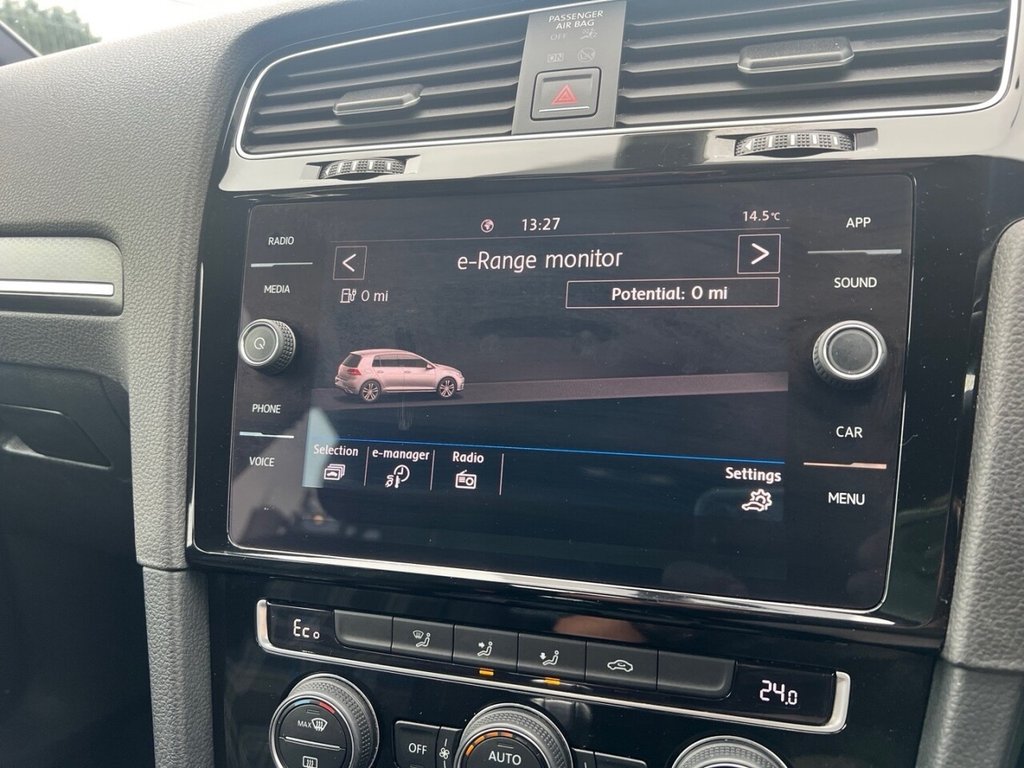 PASSENGER
AIR BAG
OFF
ON
13:27
14.5°C
RADIO
MEDIA
PHONE
VOICE
<
e-Range monitor
>
0 mi
Potential: 0 mi
Selection
e-manager
Radio
Settings
APP
SOUND
CAR
MENU
Eco
24.0
MAX
OFF
AUTO